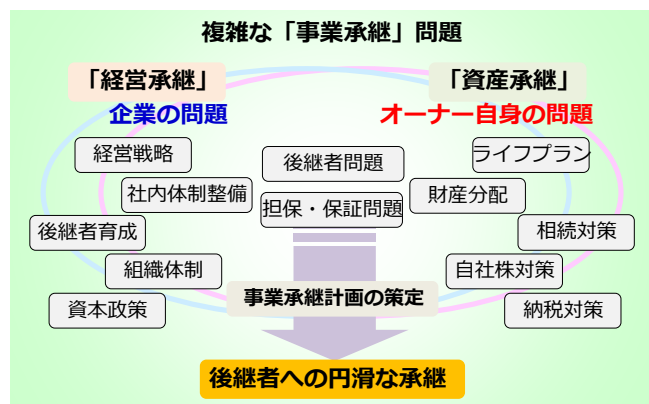 複雑な「事業承継」問題
「経営承継」
「資産承継」
企業の問題
オーナー自身の問題
経営戦略
後継者問題
ライフプラン
社内体制整備
担保・保証問題
財産分配
後継者育成
相続対策
組織体制
自社株対策
資本政策
事業承継計画の策定
納税対策
後継者への円滑な承継